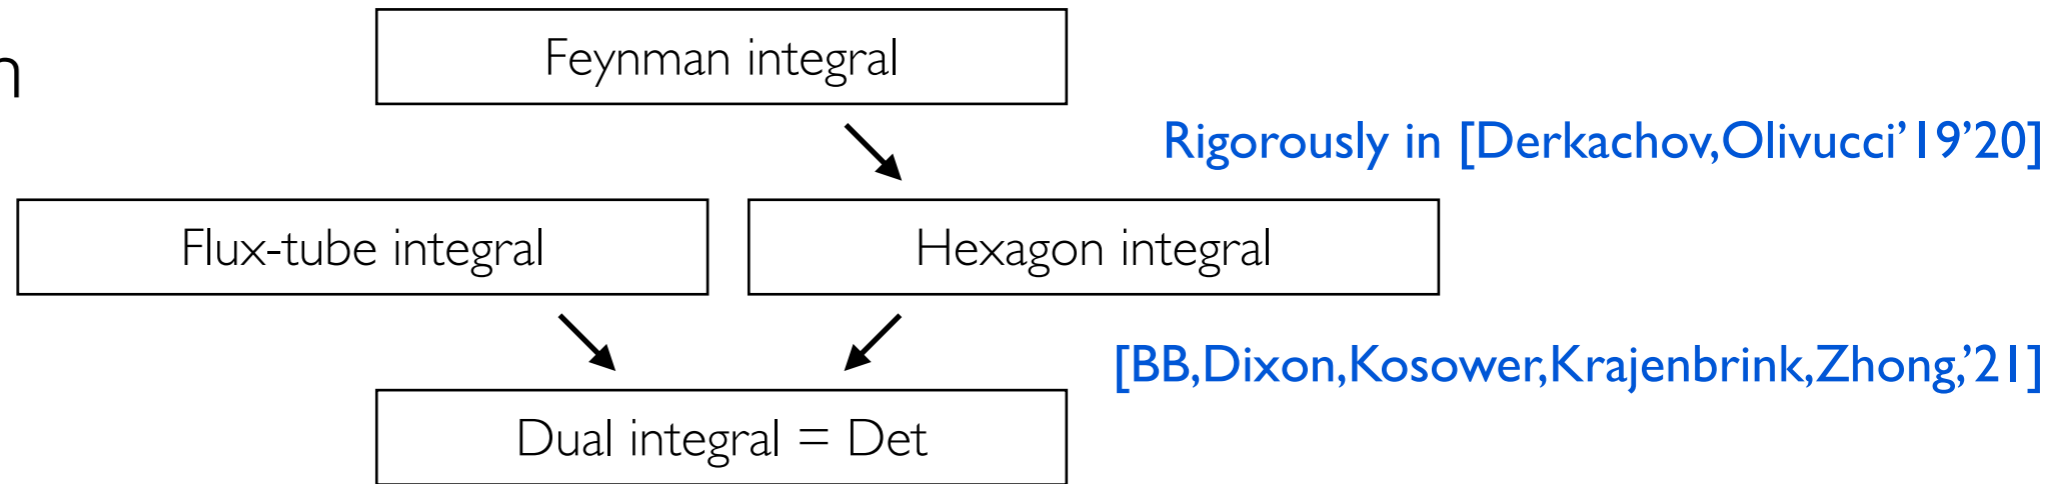 Feynman integral
Rigorously in [Derkachov,Olivucci'19'20]
Flux-tube integral
Hexagon integral
[BB,Dixon,Kosower,Krajenbrink,Zhong,'21]
Dual integral = Det